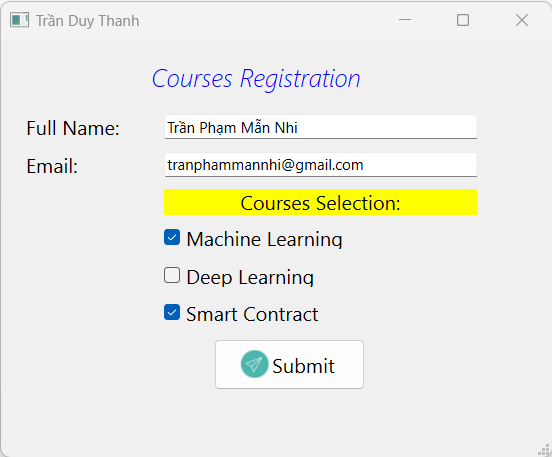 Trần Duy Thanh
Courses Registration
Full Name: Trần Phạm Mẫn Nhi
Email: tranphammannhi@gmail.com
Courses Selection:
Machine Learning
Deep Learning
Smart Contract
Submit